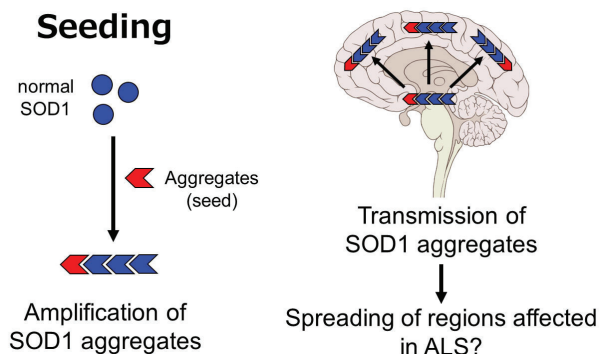 Seeding
normal
SOD1
Aggregates
(seed)
Amplification of
SOD1 aggregates
Transmission of
SOD1 aggregates
Spreading of regions affected
in ALS?